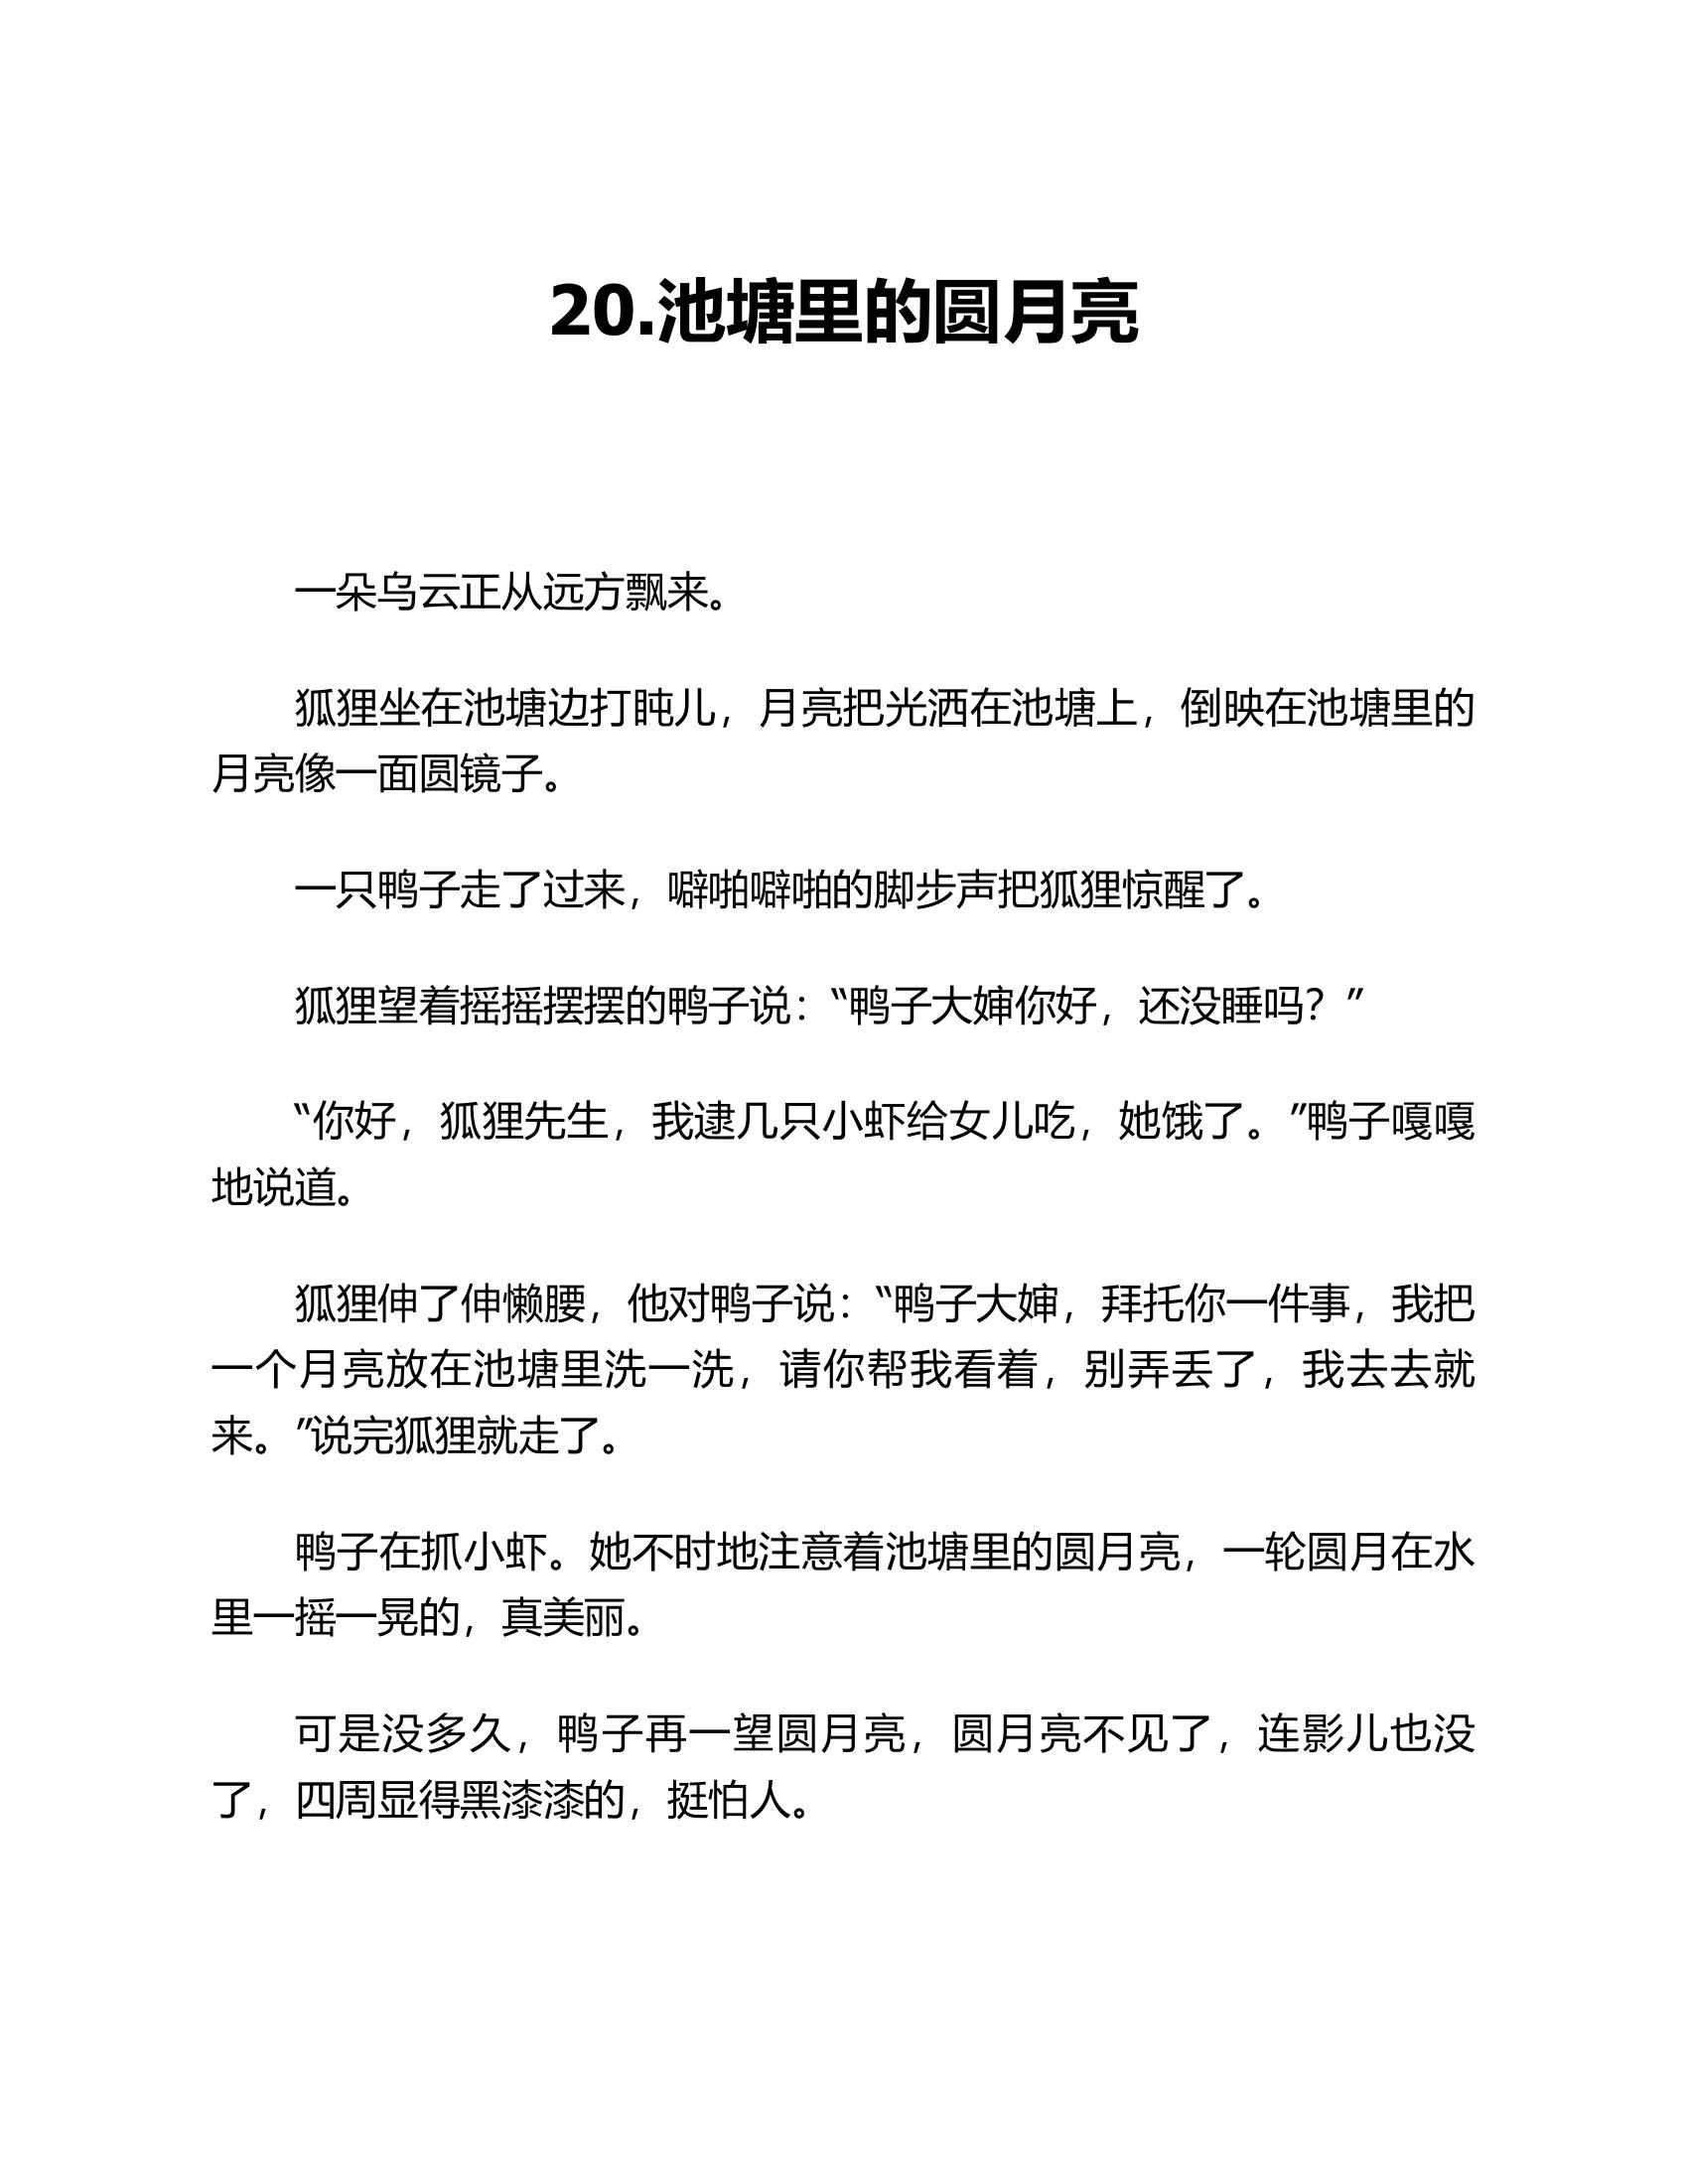 20.池塘里的圆月亮
一朵乌云正从远方飘来。
狐狸坐在池塘边打盹儿，月亮把光洒在池塘上，倒映在池塘里的
月亮像一面圆镜子。
一只鸭子走了过来，噼啪噼啪的脚步声把狐狸惊醒了。
狐狸望着摇摇摆摆的鸭子说：“鸭子大婶你好，还没睡吗？”
“你好，狐狸先生，我逮几只小虾给女儿吃，她饿了。”鸭子嘎嘎
地说道。
狐狸伸了伸懒腰，他对鸭子说：“鸭子大婶，拜托你一件事，我把
一个月亮放在池塘里洗一洗，请你帮我看着，别弄丢了，我去去就
来。”说完狐狸就走了。
鸭子在抓小虾。她不时地注意着池塘里的圆月亮，一轮圆月在水
里一摇一晃的，真美丽。
可是没多久，鸭子再一望圆月亮，圆月亮不见了，连影儿也没
了，四周显得黑漆漆的，挺怕人。